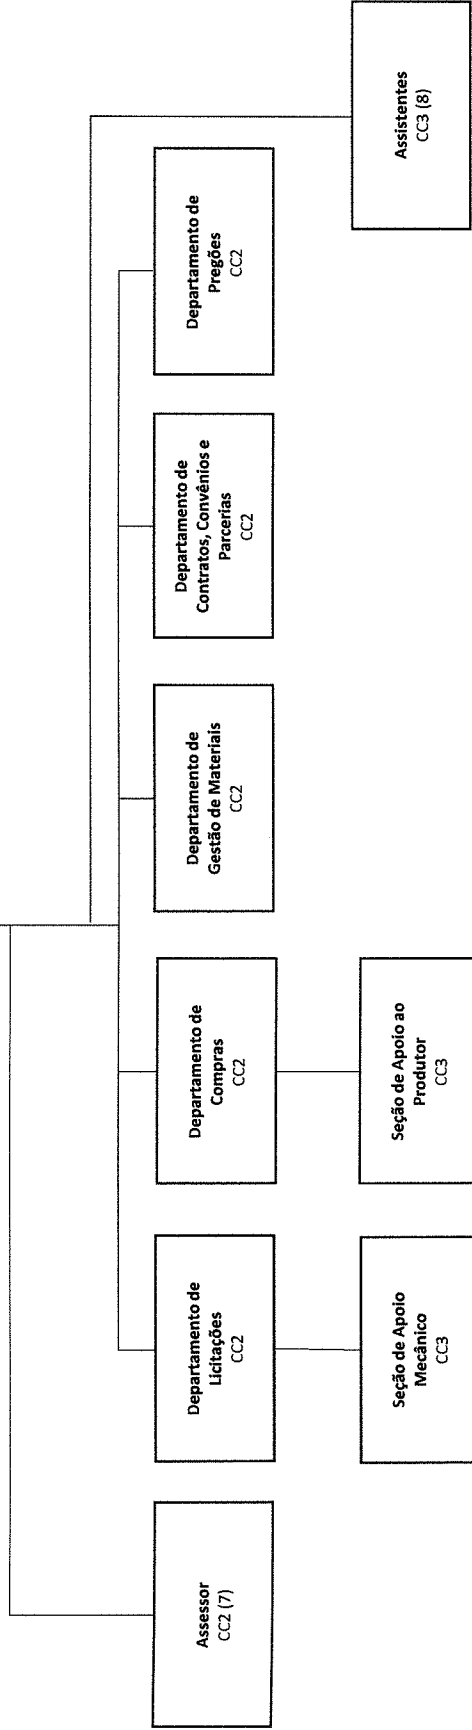 Assessor
CC2 (7)
Departamento de
Licitações
CC2
Departamento de
Compras
CC2
Departamento de
Gestão de Materiais
CC2
Departamento de
Contratos, Convênios e
Parcerias
CC2
Departamento de
Pregões
CC2
Seção de Apoio
Mecânico
CC3
Seção de Apoio ao
Produtor
CC3
Assistentes
CC3 (8)